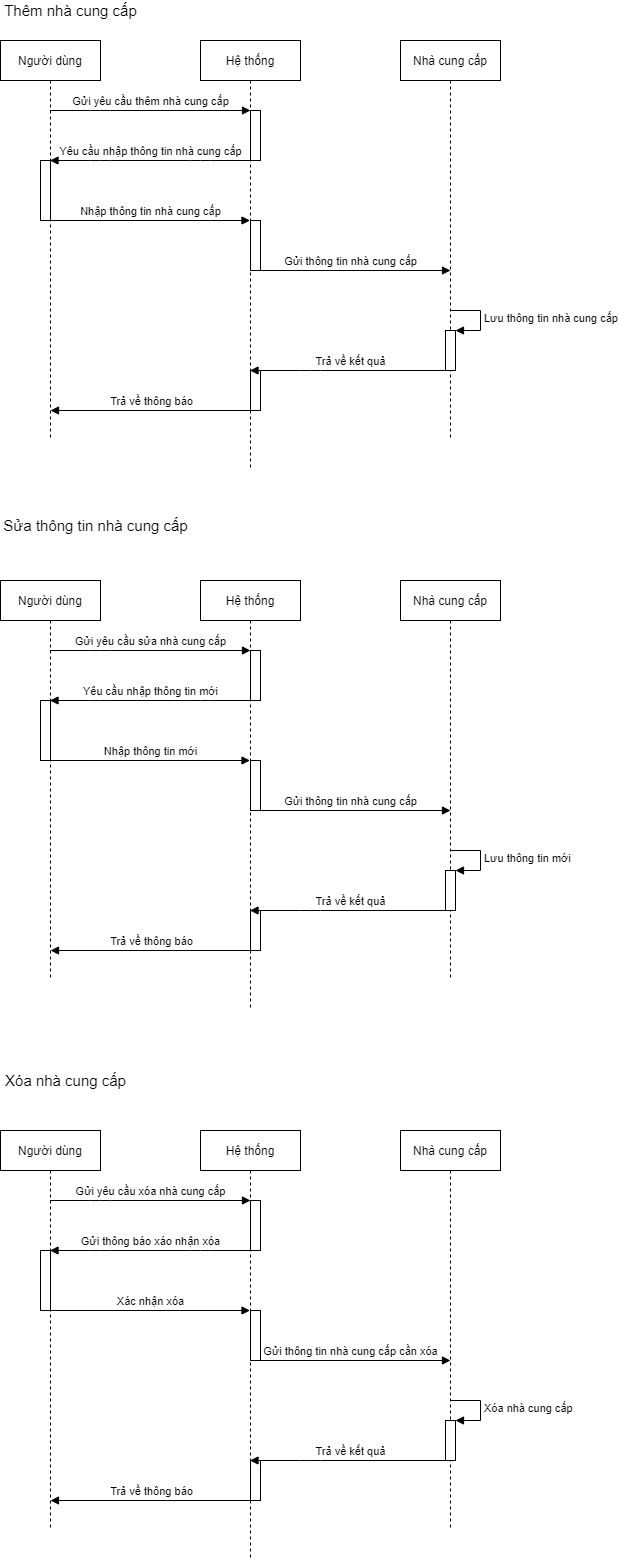 Thêm nhà cung cấp
Người dùng
Hệ thống
Nhà cung cấp
Gửi yêu cầu thêm nhà cung cấp
Yêu cầu nhập thông tin nhà cung cấp
Nhập thông tin nhà cung cấp
Gửi thông tin nhà cung cấp
Lưu thông tin nhà cung cấp
Trả về kết quả
Trả về thông báo
Sửa thông tin nhà cung cấp
Người dùng
Hệ thống
Nhà cung cấp
Gửi yêu cầu sửa nhà cung cấp
Yêu cầu nhập thông tin mới
Nhập thông tin mới
Gửi thông tin nhà cung cấp
Lưu thông tin mới
Trả về kết quả
Trả về thông báo
Xóa nhà cung cấp
Người dùng
Hệ thống
Nhà cung cấp
Gửi yêu cầu xóa nhà cung cấp
Gửi thông báo xáo nhận xóa
Xác nhận xóa
Gửi thông tin nhà cung cấp cần xóa
Xóa nhà cung cấp
Trả về kết quả
Trả về thông báo